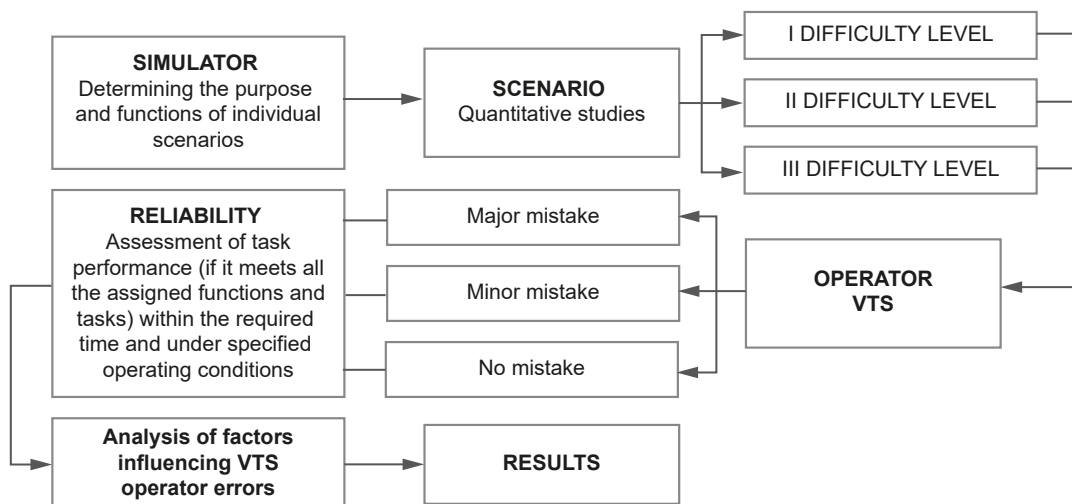 SIMULATOR
Determining the purpose
and functions of individual
scenarios
SCENARIO
Quantitative studies
I DIFFICULTY LEVEL
II DIFFICULTY LEVEL
III DIFFICULTY LEVEL
RELIABILITY
Assessment of task
performance (if it meets all
the assigned functions and
tasks) within the required
time and under specified
operating conditions
Major mistake
Minor mistake
No mistake
OPERATOR
VTS
Analysis of factors
influencing VTS
operator errors
RESULTS